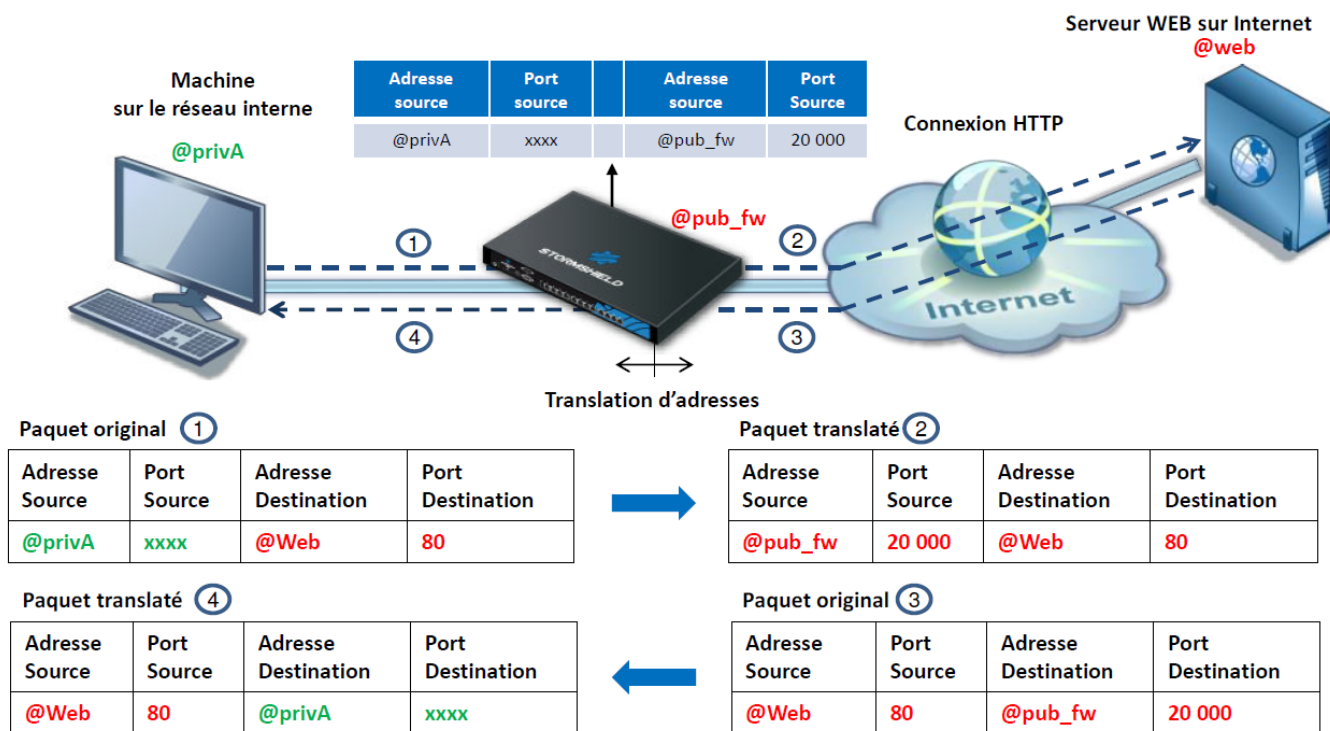 Serveur WEB sur Internet
@web
Machine
sur le réseau interne
@privA
Adresse source | Port source | | Adresse source | Port Source
@privA | xxxx | | @pub_fw | 20 000
Connexion HTTP
@pub_fw
1
2
STORMSHIELD
Internet
4
3
Translation d'adresses
Paquet original 1
Adresse Source | Port Source | Adresse Destination | Port Destination
@privA | xxxx | @Web | 80
Paquet translaté 2
Adresse Source | Port Source | Adresse Destination | Port Destination
@pub_fw | 20 000 | @Web | 80
Paquet translaté 4
Adresse Source | Port Source | Adresse Destination | Port Destination
@Web | 80 | @privA | xxxx
Paquet original 3
Adresse Source | Port Source | Adresse Destination | Port Destination
@Web | 80 | @pub_fw | 20 000